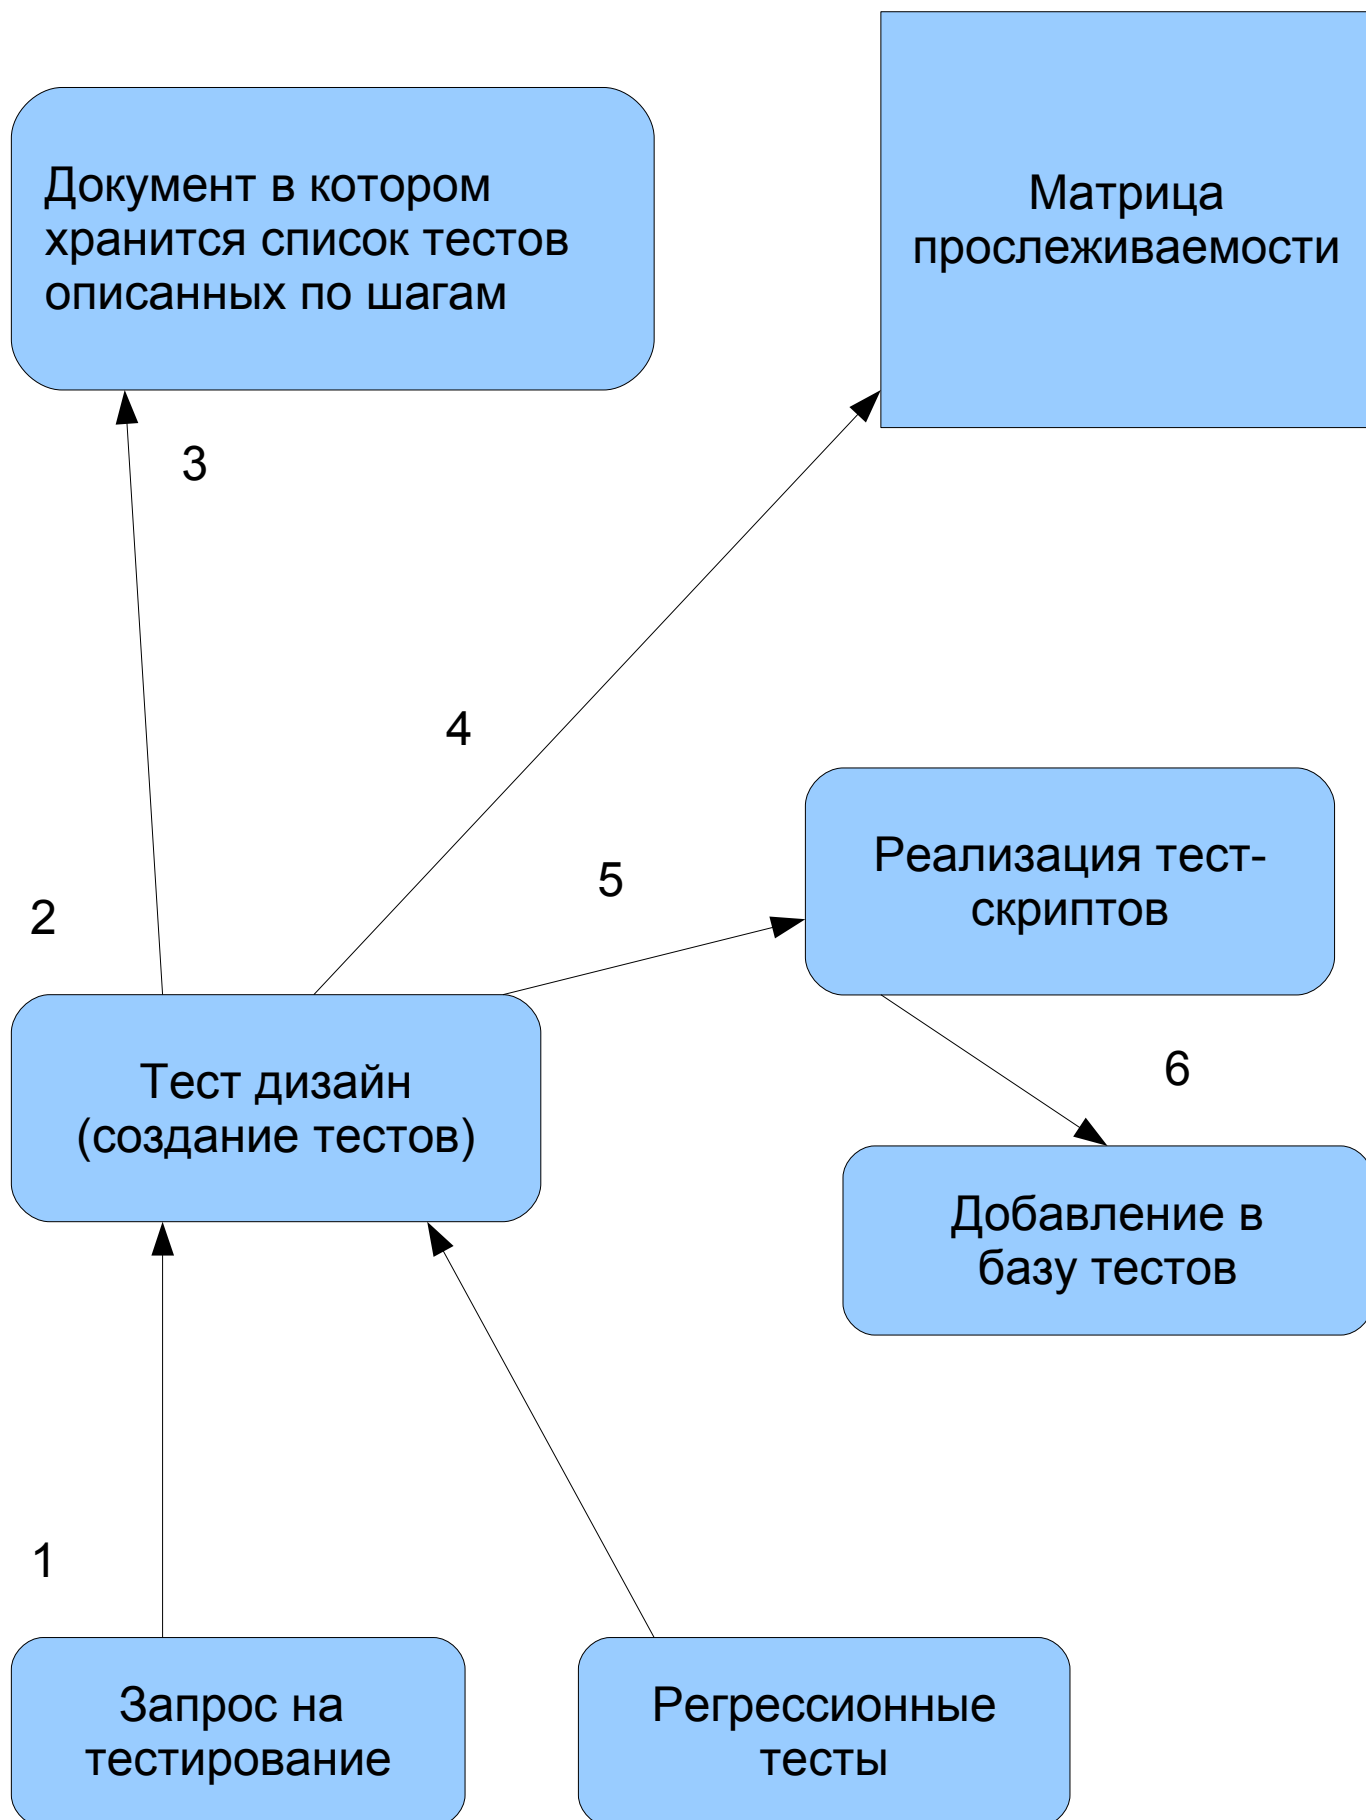 Документ в котором
хранится список тестов
описанных по шагам
Матрица
прослеживаемости
3
4
Реализация тест-
скриптов
5
2
6
Тест дизайн
(создание тестов)
Добавление в
базу тестов
1
Запрос на
тестирование
Регрессионные
тесты